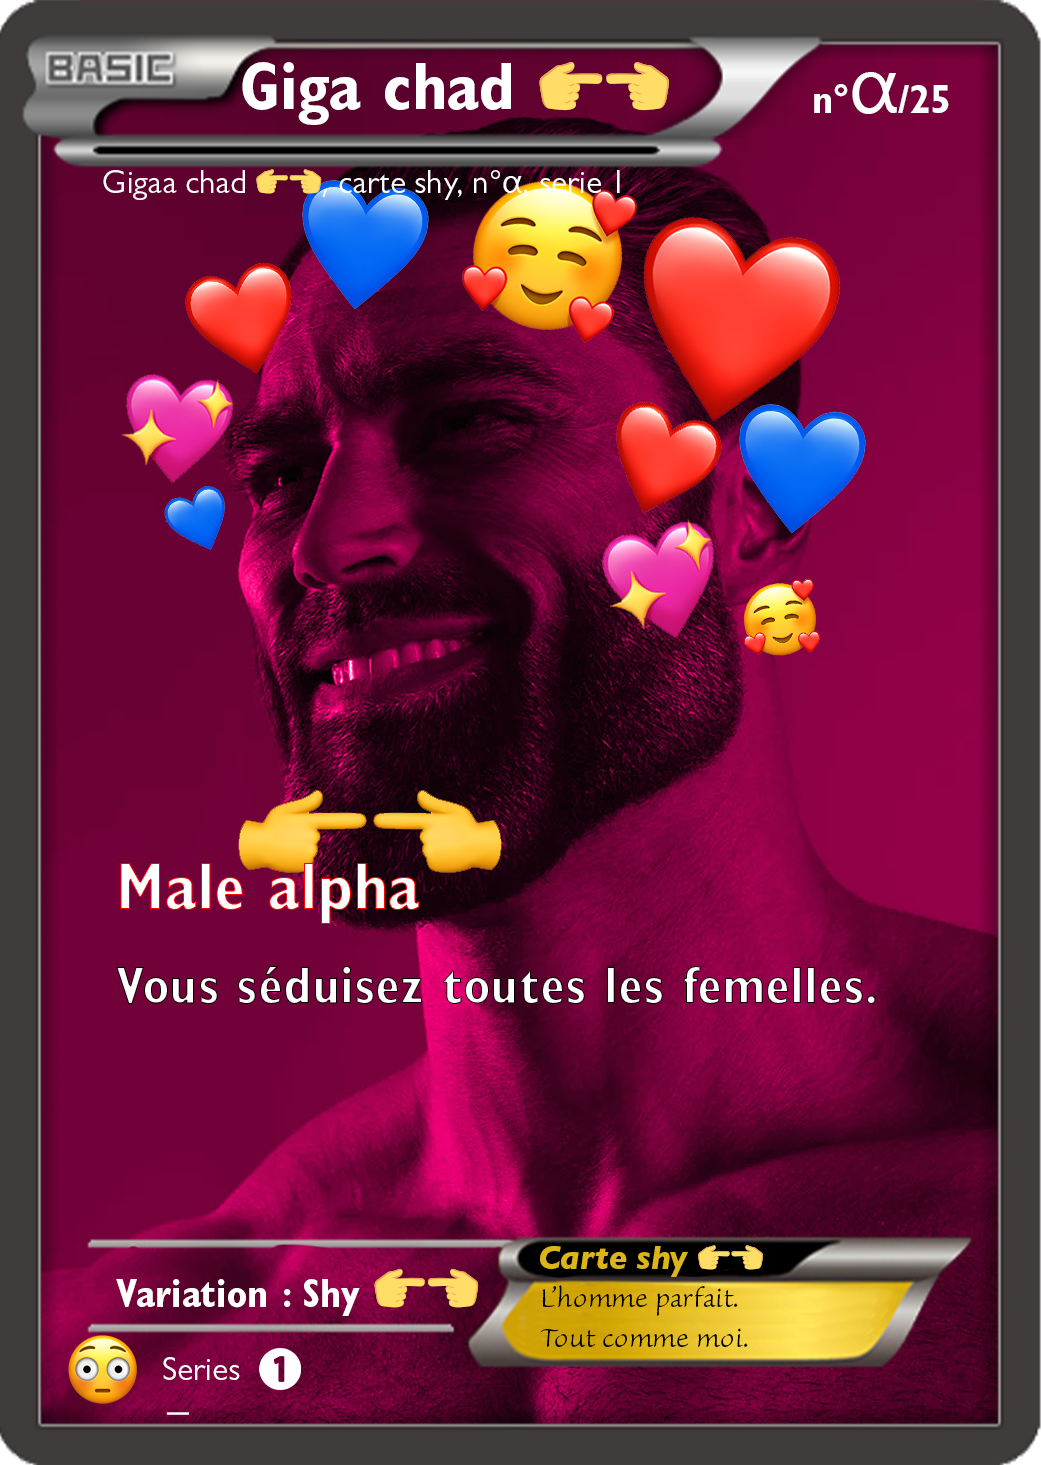 BASIC
Giga chad 👉👈
n°α/25
Gigaa chad 👉👈, carte shy, n°α, serie 1
Male alpha
Vous séduisez toutes les femelles.
Carte shy 👉👈
Variation : Shy 👉👈
L'homme parfait.
Tout comme moi.
Series 1
_